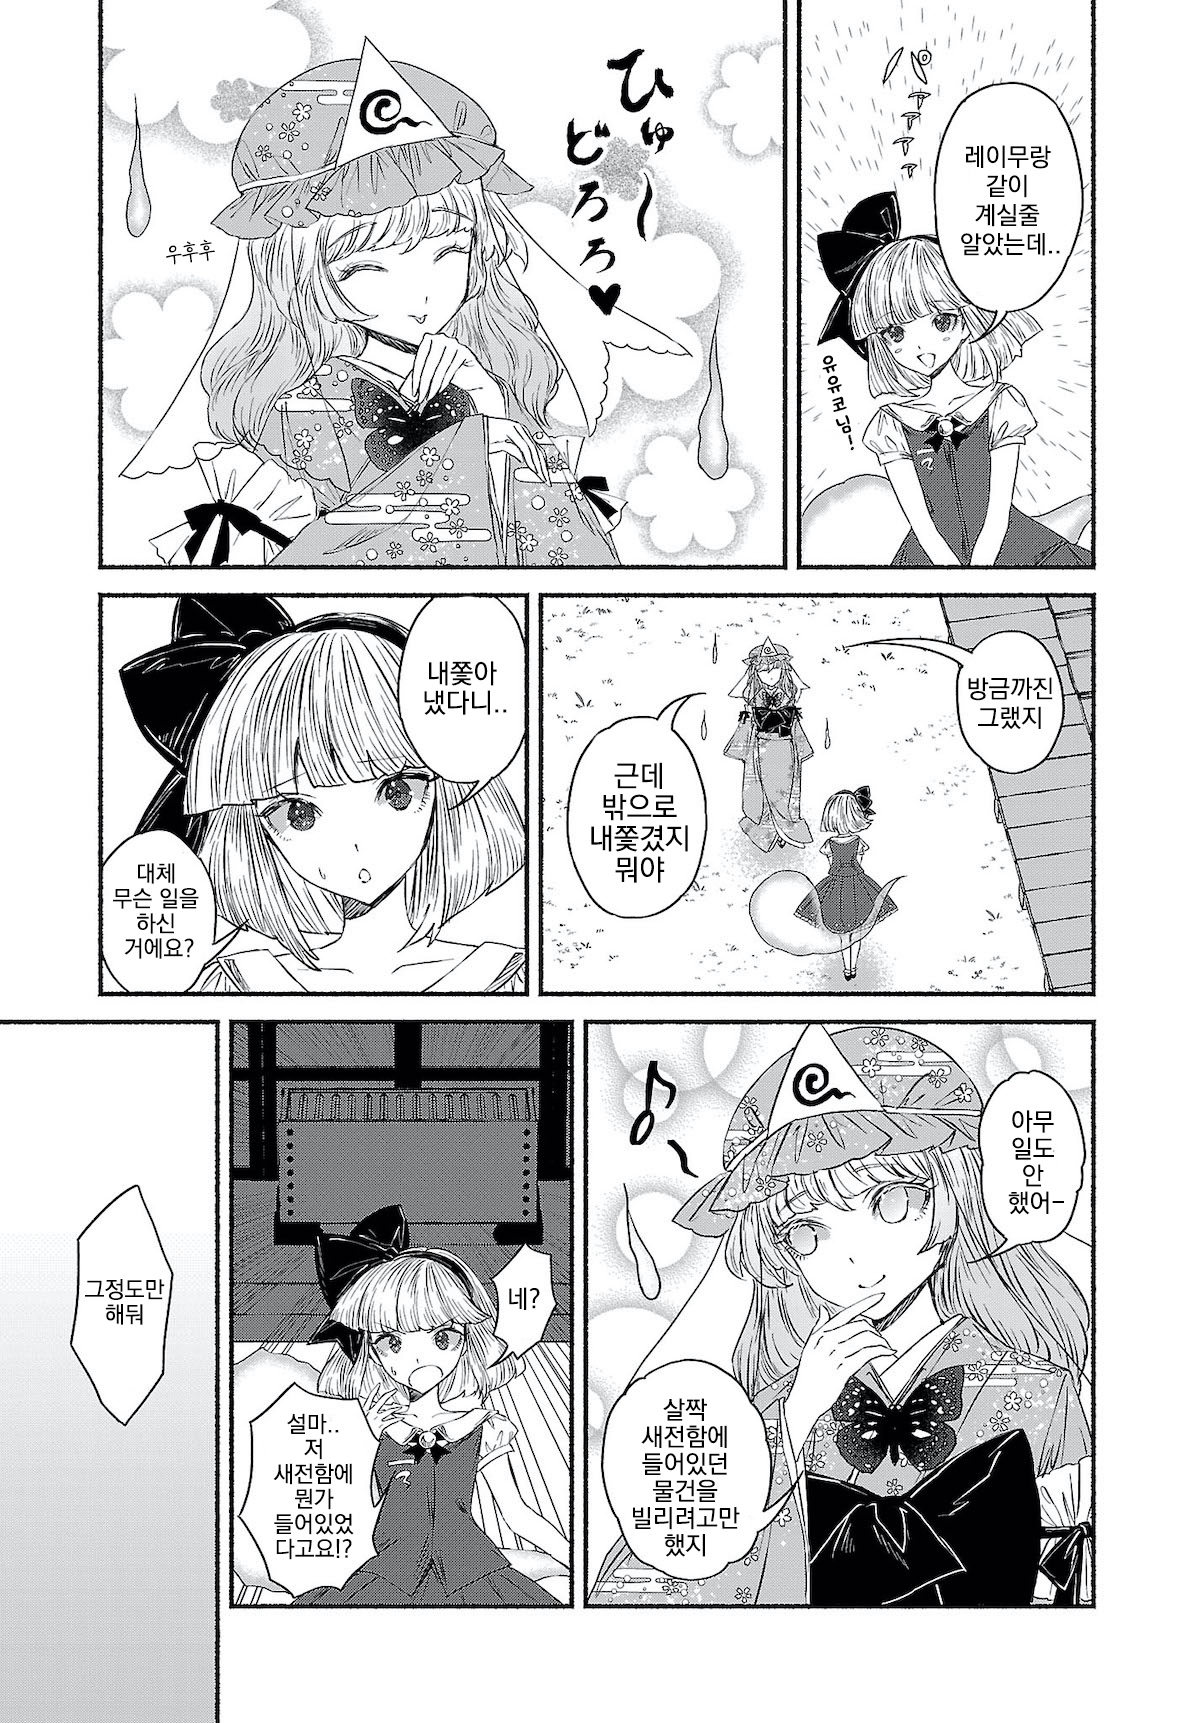 パァァァァ
레이무랑
같이
계실줄
알았는데..
유유코님!
ひゅ〜
どろろ♥
우후후
방금까진
그랬지
근데
밖으로
내쫓겼지
뭐야
내쫓아
냈다니..
대체
무슨 일을
하신
거에요?
아무
일도
안
했어-
살짝
새전함에
들어있던
물건을
빌리려고만
했지
네?
설마..
저
새전함에
뭔가
들어있었
다고요!?
그정도만
해둬